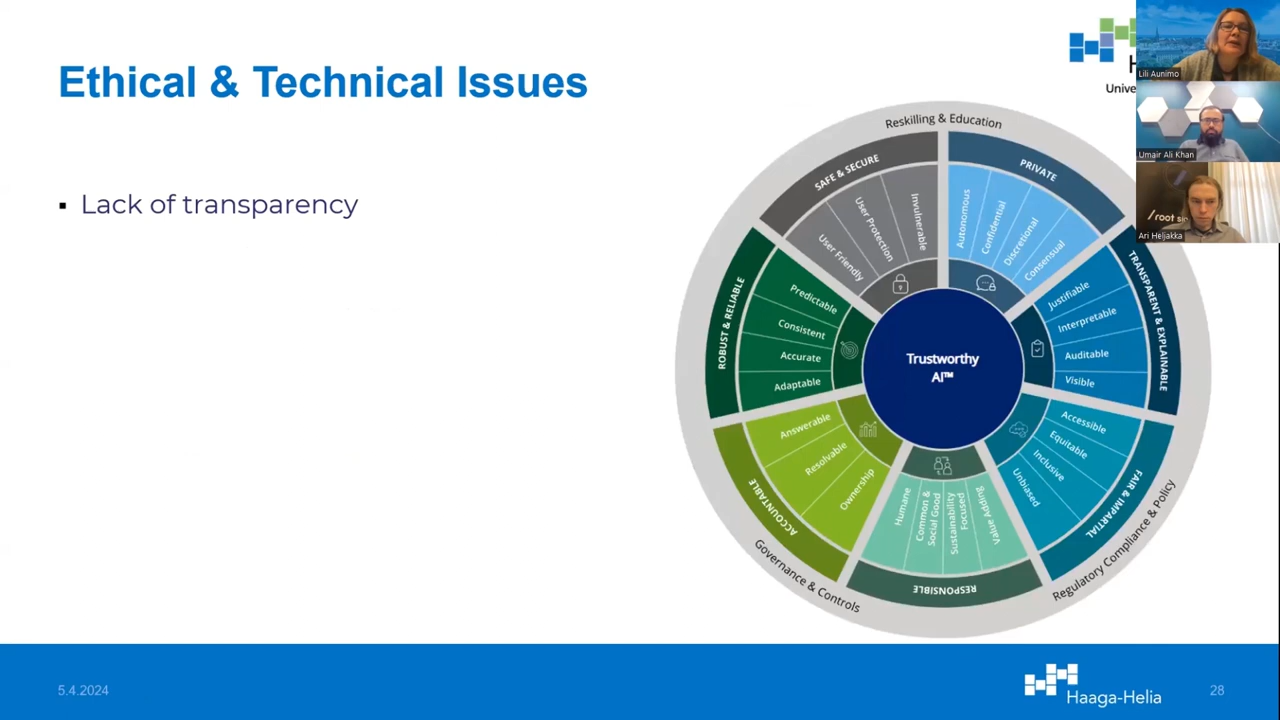 Ethical & Technical Issues
▪ Lack of transparency
Unive
Lili Aunimo
Umair Ali Khan
/root si
Ari Heljakka
Reskilling & Education
SAFE & SECURE
User Friendly
User Protection
Invulnerable
PRIVATE
Autonomous
Confidential
Discretional
Consensual
TRANSPARENT & EXPLAINABLE
Justifiable
Interpretable
Auditable
Visible
FAIR & IMPARTIAL
Accessible
Equitable
Inclusive
Unbiased
Regulatory Compliance & Policy
RESPONSIBLE
Humane
Common &
Social Good
Sustainability
Focused
Value Adding
Governance & Controls
ACCOUNTABLE
Answerable
Resolvable
Ownership
ROBUST & RELIABLE
Predictable
Consistent
Accurate
Adaptable
Trustworthy
AI™
5.4.2024
Haaga-Helia
28